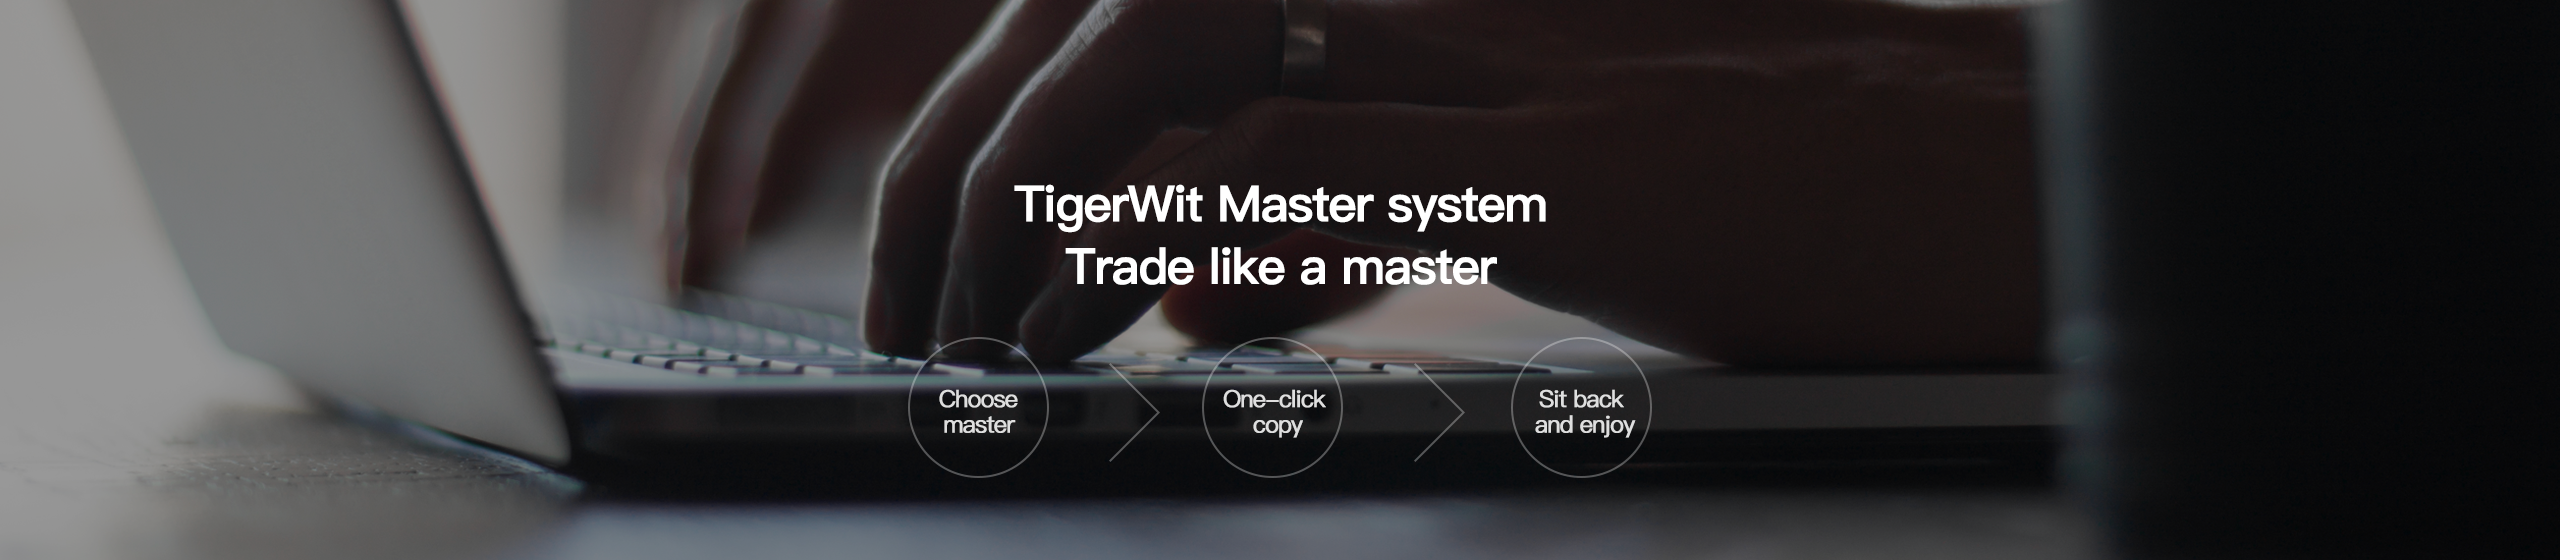 TigerWit Master system
Trade like a master
Choose
master
One-click
copy
Sit back
and enjoy